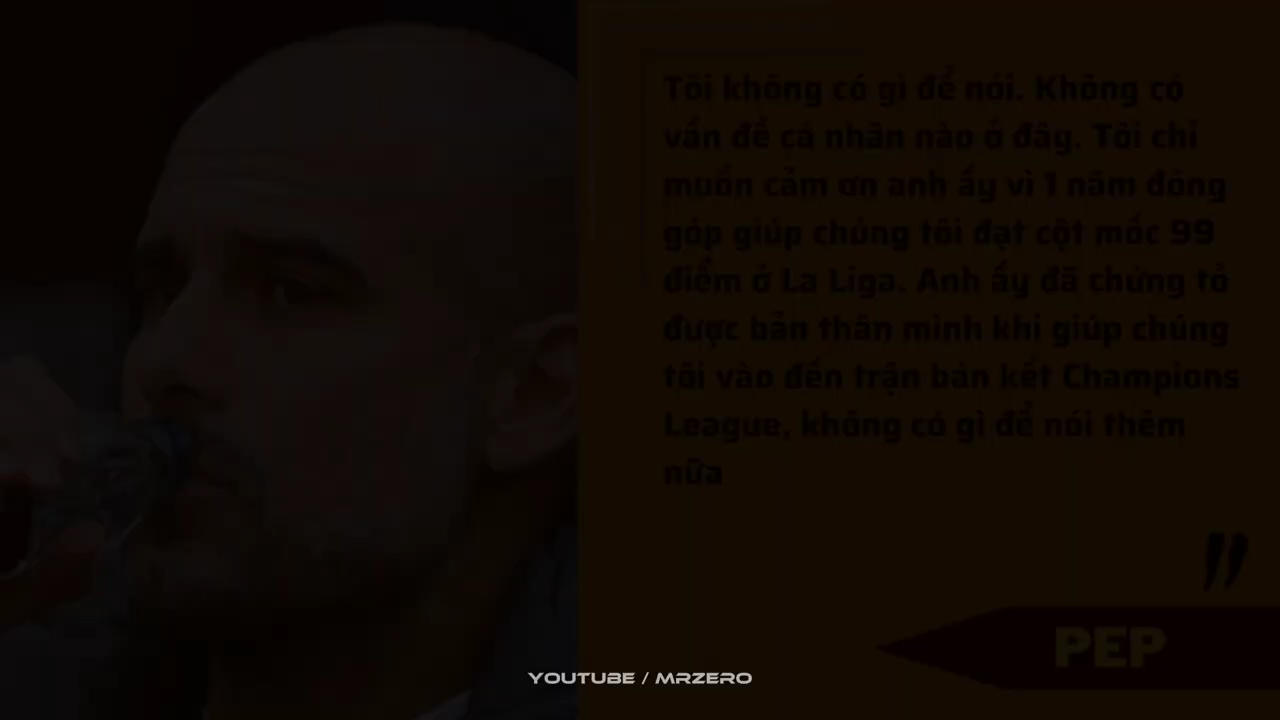 Tôi không có gì để nói. Không có
vấn đề cá nhân nào ở đây. Tôi chỉ
muốn cảm ơn anh ấy vì 1 năm đóng
góp giúp chúng tôi đạt cột mốc 99
điểm ở La Liga. Anh ấy đã chứng tỏ
được bản thân mình khi giúp chúng
tôi vào đến trận bán kết Champions
League, không có gì để nói thêm
nữa
"
PEP
YOUTUBE / MRZERO